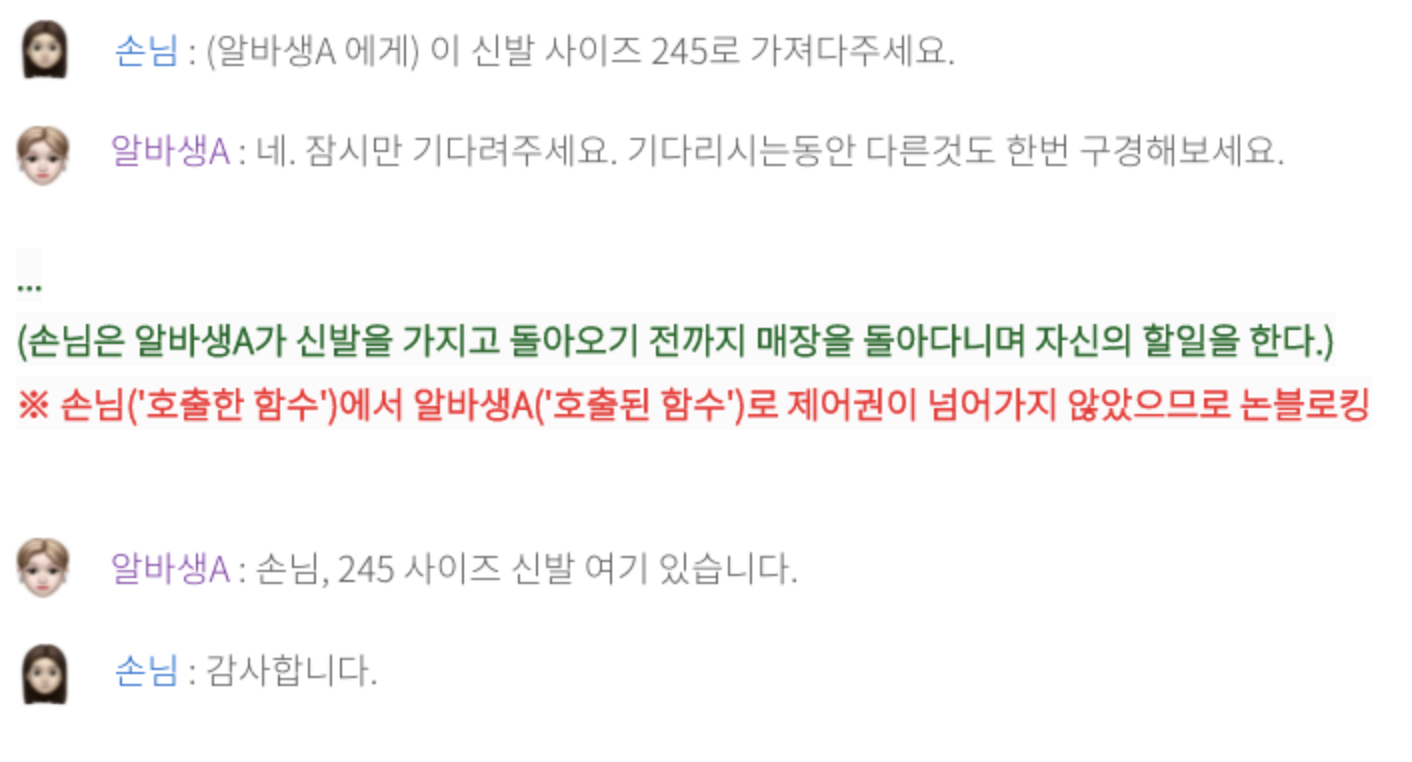 손님 : (알바생A 에게) 이 신발 사이즈 245로 가져다주세요.
알바생A : 네. 잠시만 기다려주세요. 기다리시는동안 다른것도 한번 구경해보세요.
...
(손님은 알바생A가 신발을 가지고 돌아오기 전까지 매장을 돌아다니며 자신의 할일을 한다.)
※ 손님('호출한 함수')에서 알바생A('호출된 함수')로 제어권이 넘어가지 않았으므로 논블로킹
알바생A : 손님, 245 사이즈 신발 여기 있습니다.
손님 : 감사합니다.